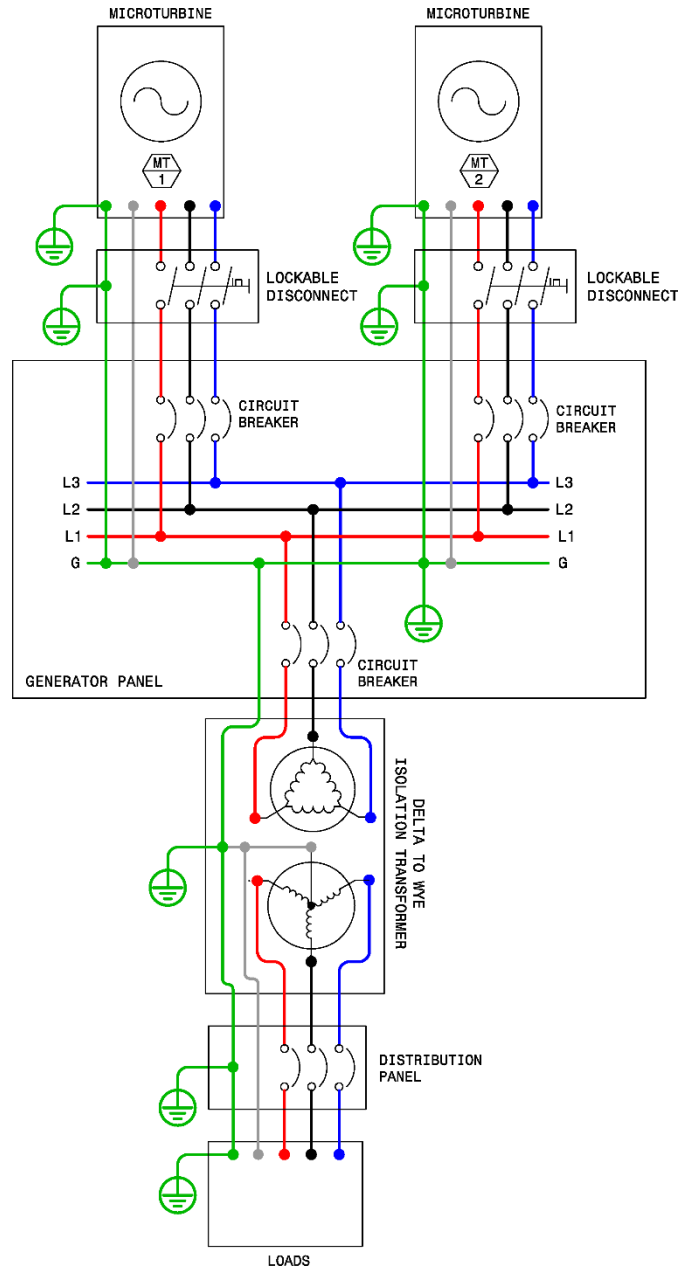 MICROTURBINE
MICROTURBINE
MT
1
MT
2
LOCKABLE
DISCONNECT
LOCKABLE
DISCONNECT
CIRCUIT
BREAKER
CIRCUIT
BREAKER
L3
L3
L2
L2
L1
L1
G
G
CIRCUIT
BREAKER
GENERATOR PANEL
DELTA TO WYE
ISOLATION TRANSFORMER
DISTRIBUTION
PANEL
LOADS